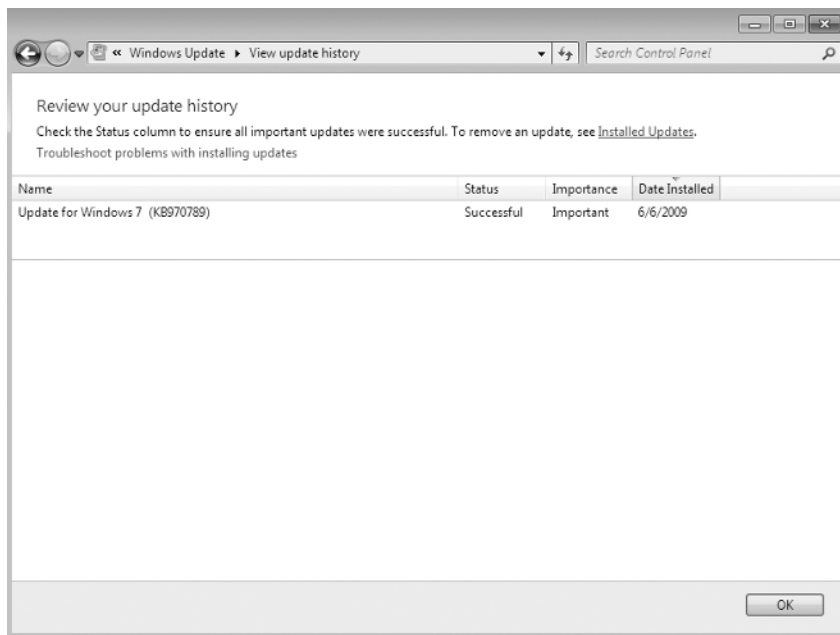 « Windows Update ▸ View update history Search Control Panel
Review your update history
Check the Status column to ensure all important updates were successful. To remove an update, see Installed Updates.
Troubleshoot problems with installing updates
Name Status Importance Date Installed
Update for Windows 7 (KB970789) Successful Important 6/6/2009
OK